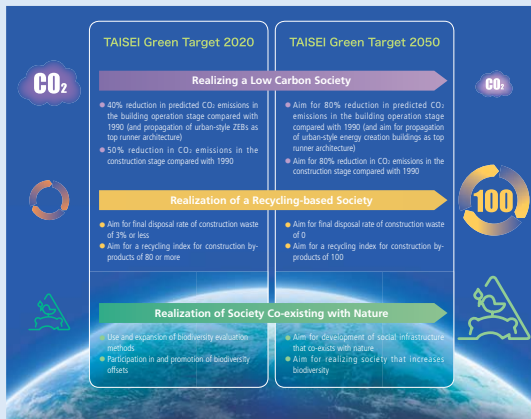 TAISEI Green Target 2020
TAISEI Green Target 2050
CO₂
Realizing a Low Carbon Society
CO₂
● 40% reduction in predicted CO₂ emissions in
the building operation stage compared with
1990 (and propagation of urban-style ZEBs as
top runner architecture)
● 50% reduction in CO₂ emissions in the
construction stage compared with 1990
● Aim for 80% reduction in predicted CO₂
emissions in the building operation stage
compared with 1990 (and aim for propagation
of urban-style energy creation buildings as top
runner architecture)
● Aim for 80% reduction in CO₂ emissions in the
construction stage compared with 1990
Realization of a Recycling-based Society
100
● Aim for final disposal rate of construction waste
of 3% or less
● Aim for a recycling index for construction by-
products of 80 or more
● Aim for final disposal rate of construction waste
of 0
● Aim for a recycling index for construction by-
products of 100
Realization of Society Co-existing with Nature
● Use and expansion of biodiversity evaluation
methods
● Participation in and promotion of biodiversity
offsets
● Aim for development of social infrastructure
that co-exists with nature
● Aim for realizing society that increases
biodiversity